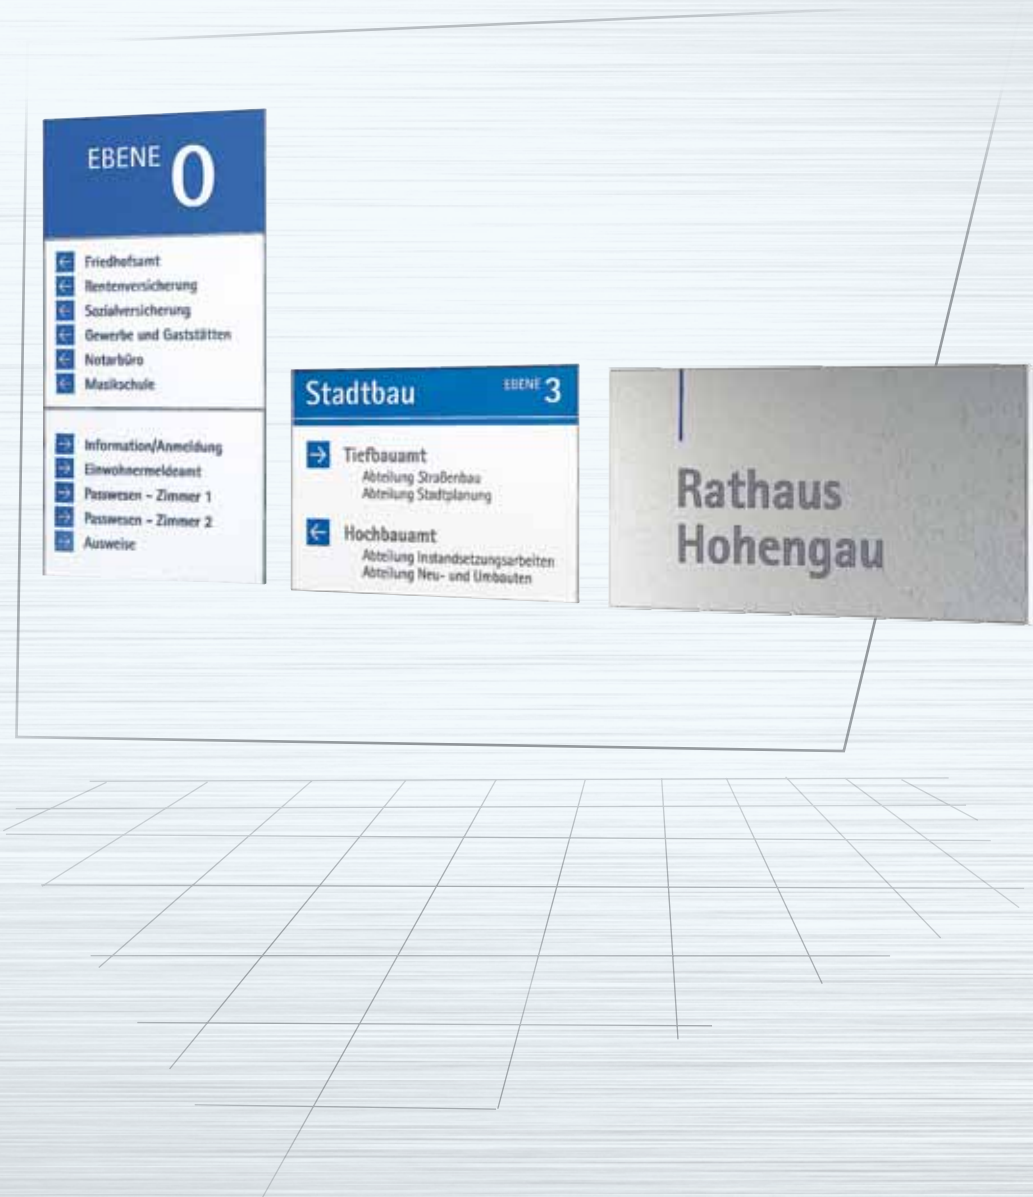 EBENE 0
Friedhofsamt
Rentenversicherung
Sozialversicherung
Gewerbe und Gaststätten
Notarbüro
Musikschule
Information/Anmeldung
Einwohnermeldeamt
Passwesen – Zimmer 1
Passwesen – Zimmer 2
Ausweise
Stadtbau EBENE 3
Tiefbauamt
Abteilung Straßenbau
Abteilung Stadtplanung
Hochbauamt
Abteilung Instandsetzungsarbeiten
Abteilung Neu- und Umbauten
Rathaus
Hohengau